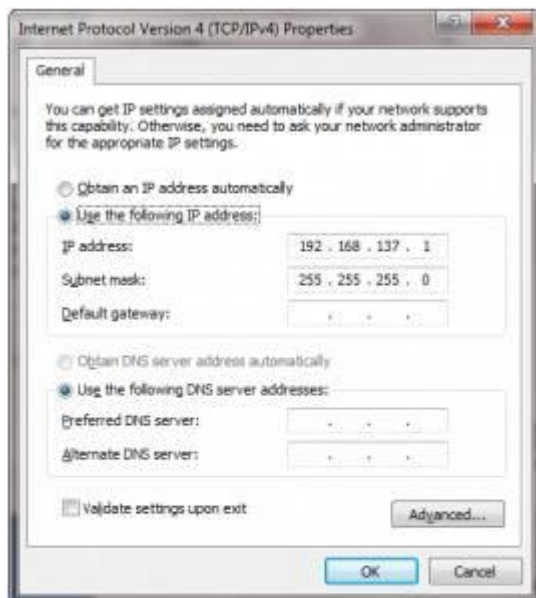 Internet Protocol Version 4 (TCP/IPv4) Properties
General
You can get IP settings assigned automatically if your network supports
this capability. Otherwise, you need to ask your network administrator
for the appropriate IP settings.
Obtain an IP address automatically
Use the following IP address:
IP address: 192 . 168 . 137 . 1
Subnet mask: 255 . 255 . 255 . 0
Default gateway: . . .
Obtain DNS server address automatically
Use the following DNS server addresses:
Preferred DNS server: . . .
Alternate DNS server: . . .
Validate settings upon exit
Advanced...
OK Cancel